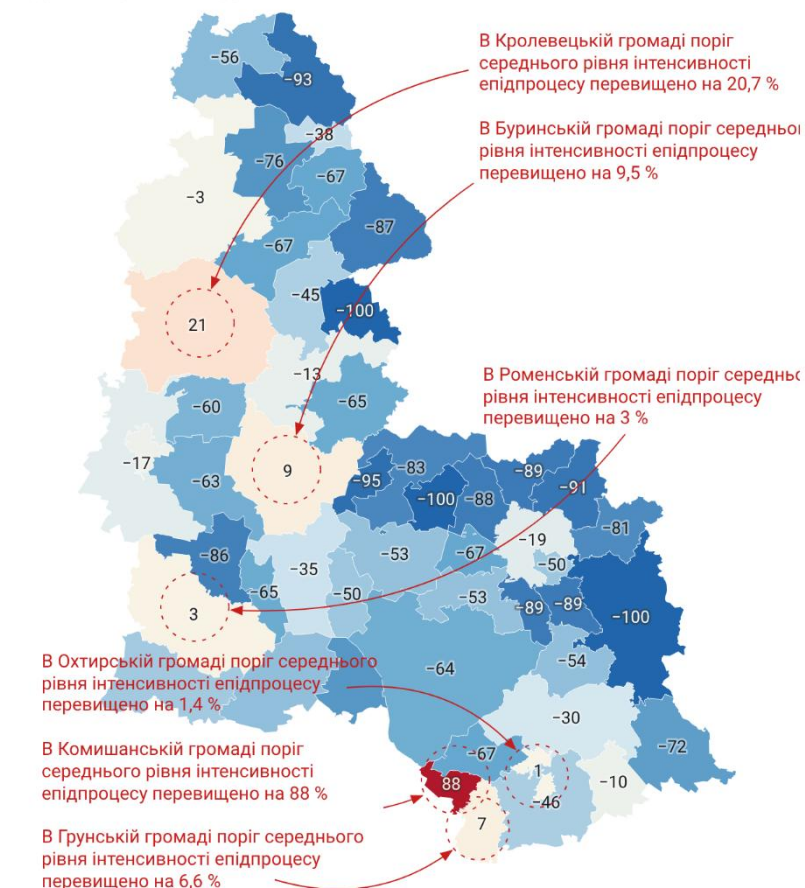 В Кролевецькій громаді поріг
середнього рівня інтенсивності
епідпроцесу перевищено на 20,7 %
В Буринській громаді поріг середньо
рівня інтенсивності епідпроцесу
перевищено на 9,5 %
−56
−93
−38
−76
−67
−3
−87
−67
−45
−100
21
−13
−65
−60
В Роменській громаді поріг середньо
рівня інтенсивності епідпроцесу
перевищено на 3 %
−17
−63
9
−95
−83
−100
−88
−89
−91
−81
−19
−86
−35
−53
−67
−50
−65
−50
−53
−89
−89
−100
3
−64
−54
В Охтирській громаді поріг середнього
рівня інтенсивності епідпроцесу
перевищено на 1,4 %
−30
−72
−67
1
−10
88
−46
7
В Комишанській громаді поріг
середнього рівня інтенсивності
епідпроцесу перевищено на 88 %
В Грунській громаді поріг середнього
рівня інтенсивності епідпроцесу
перевищено на 6,6 %